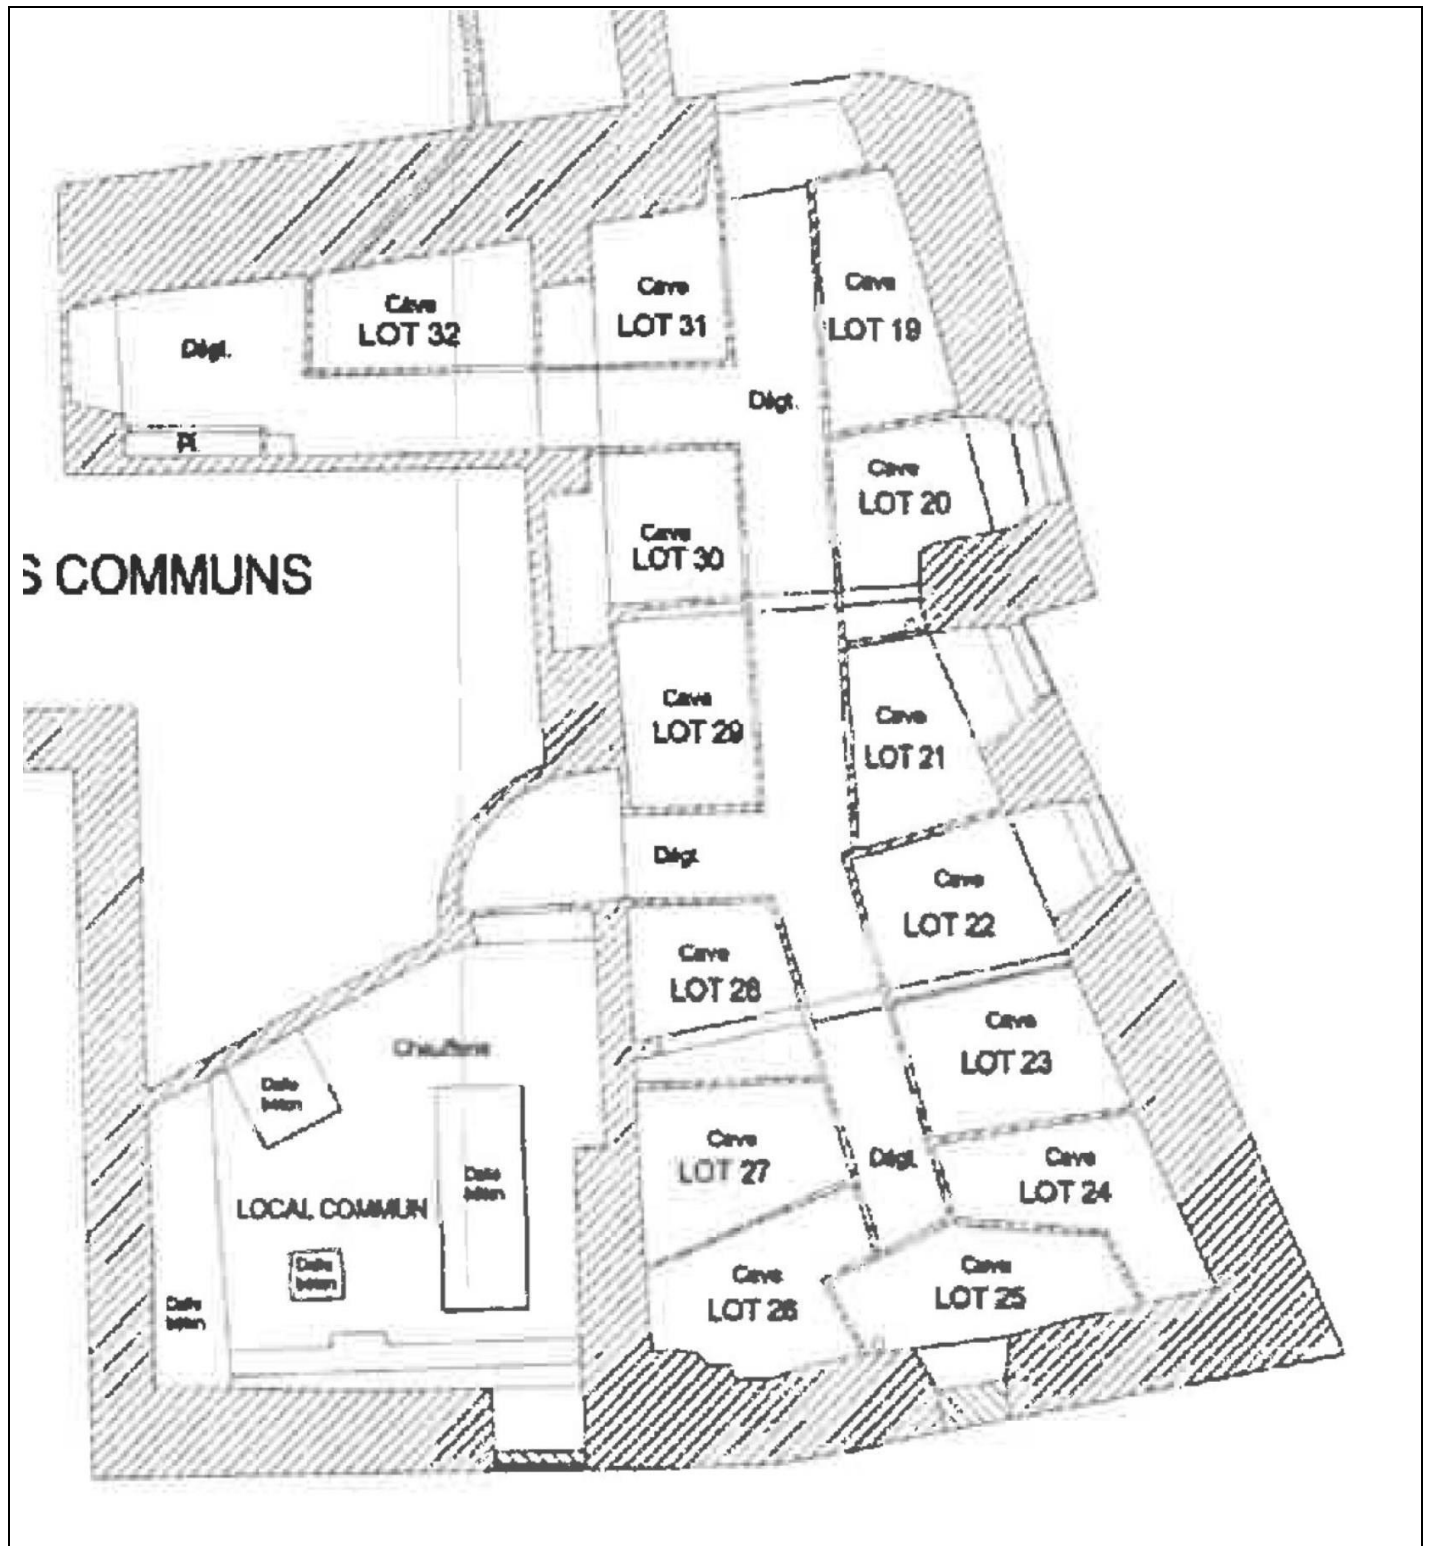 Cave
LOT 32
Cave
LOT 31
Cave
LOT 19
Dégt.
Dégt.
Pl.
Cave
LOT 20
Cave
LOT 30
S COMMUNS
Cave
LOT 29
Cave
LOT 21
Dégt
Cave
LOT 22
Cave
LOT 28
Cave
LOT 23
Chaufferie
Dalle
béton
Cave
LOT 27
Dégt.
Cave
LOT 24
Dalle
béton
LOCAL COMMUN
Dalle
béton
Cave
LOT 26
Cave
LOT 25
Dalle
béton